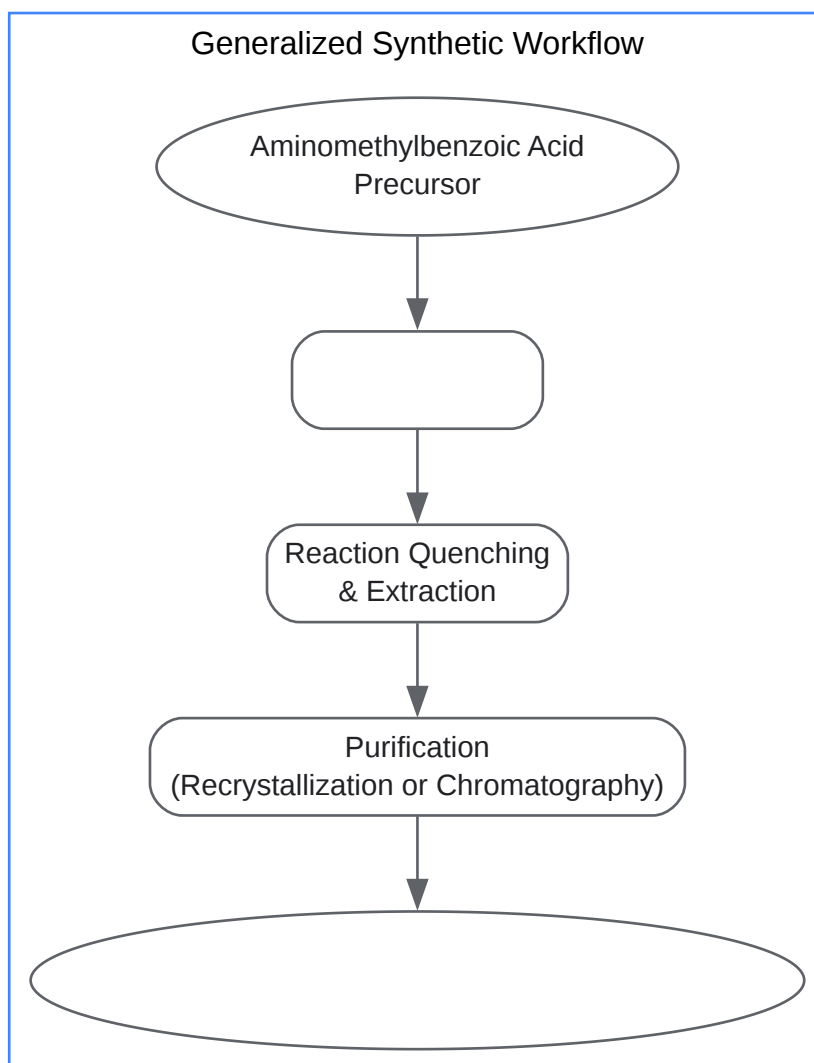 Generalized Synthetic Workflow
Aminomethylbenzoic Acid
Precursor
Reaction Quenching
& Extraction
Purification
(Recrystallization or Chromatography)